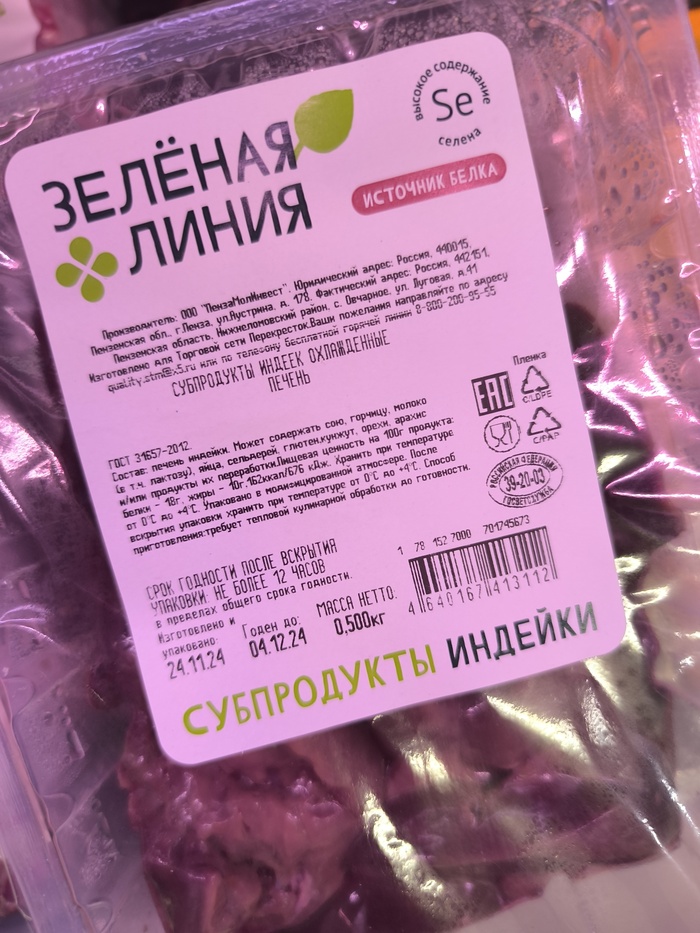 высокое содержание
Se
селена
ЗЕЛЁНАЯ
ЛИНИЯ
ИСТОЧНИК БЕЛКА
Производитель: ООО "ПензаМолИнвест". Юридический адрес: Россия, 440015,
Пензенская обл., г.Пенза, ул.Аустрина, д. 178. Фактический адрес: Россия, 442151,
Пензенская область, Нижнеломовский район, с. Овчарное, ул. Луговая, д.41
Изготовлено для Торговой сети Перекресток.Ваши пожелания направляйте по адресу
quality.stm@x5.ru или по телефону бесплатной горячей линии 8-800-200-95-55
СУБПРОДУКТЫ ИНДЕЕК ОХЛАЖДЕННЫЕ
ПЕЧЕНЬ
Пленка
EAC
C/LDPE
C/PAP
РОССИЙСКАЯ ФЕДЕРАЦИЯ
39-20-03
ГОСВЕТСЛУЖБА
ГОСТ 31657-2012
Состав: печень индейки. Может содержать сою, горчицу, молоко
(в т.ч. лактозу), яйца, сельдерей, глютен,кунжут, орехи, арахис
и/или продукты их переработки.Пищевая ценность на 100г продукта:
белки - 18г, жиры - 10г.162ккал/676 кДж. Хранить при температуре
от 0°С до +4°С. Упаковано в модифицированной атмосфере. После
вскрытия упаковки хранить при температуре от 0°С до +4°С. Способ
приготовления:требует тепловой кулинарной обработки до готовности.
СРОК ГОДНОСТИ ПОСЛЕ ВСКРЫТИЯ
УПАКОВКИ: НЕ БОЛЕЕ 12 ЧАСОВ
в пределах общего срока годности.
Изготовлено и
упаковано:
24.11.24
Годен до:
04.12.24
МАССА НЕТТО:
0,500кг
1 78 152 7000 701745673
4 640167 413112
СУБПРОДУКТЫ ИНДЕЙКИ